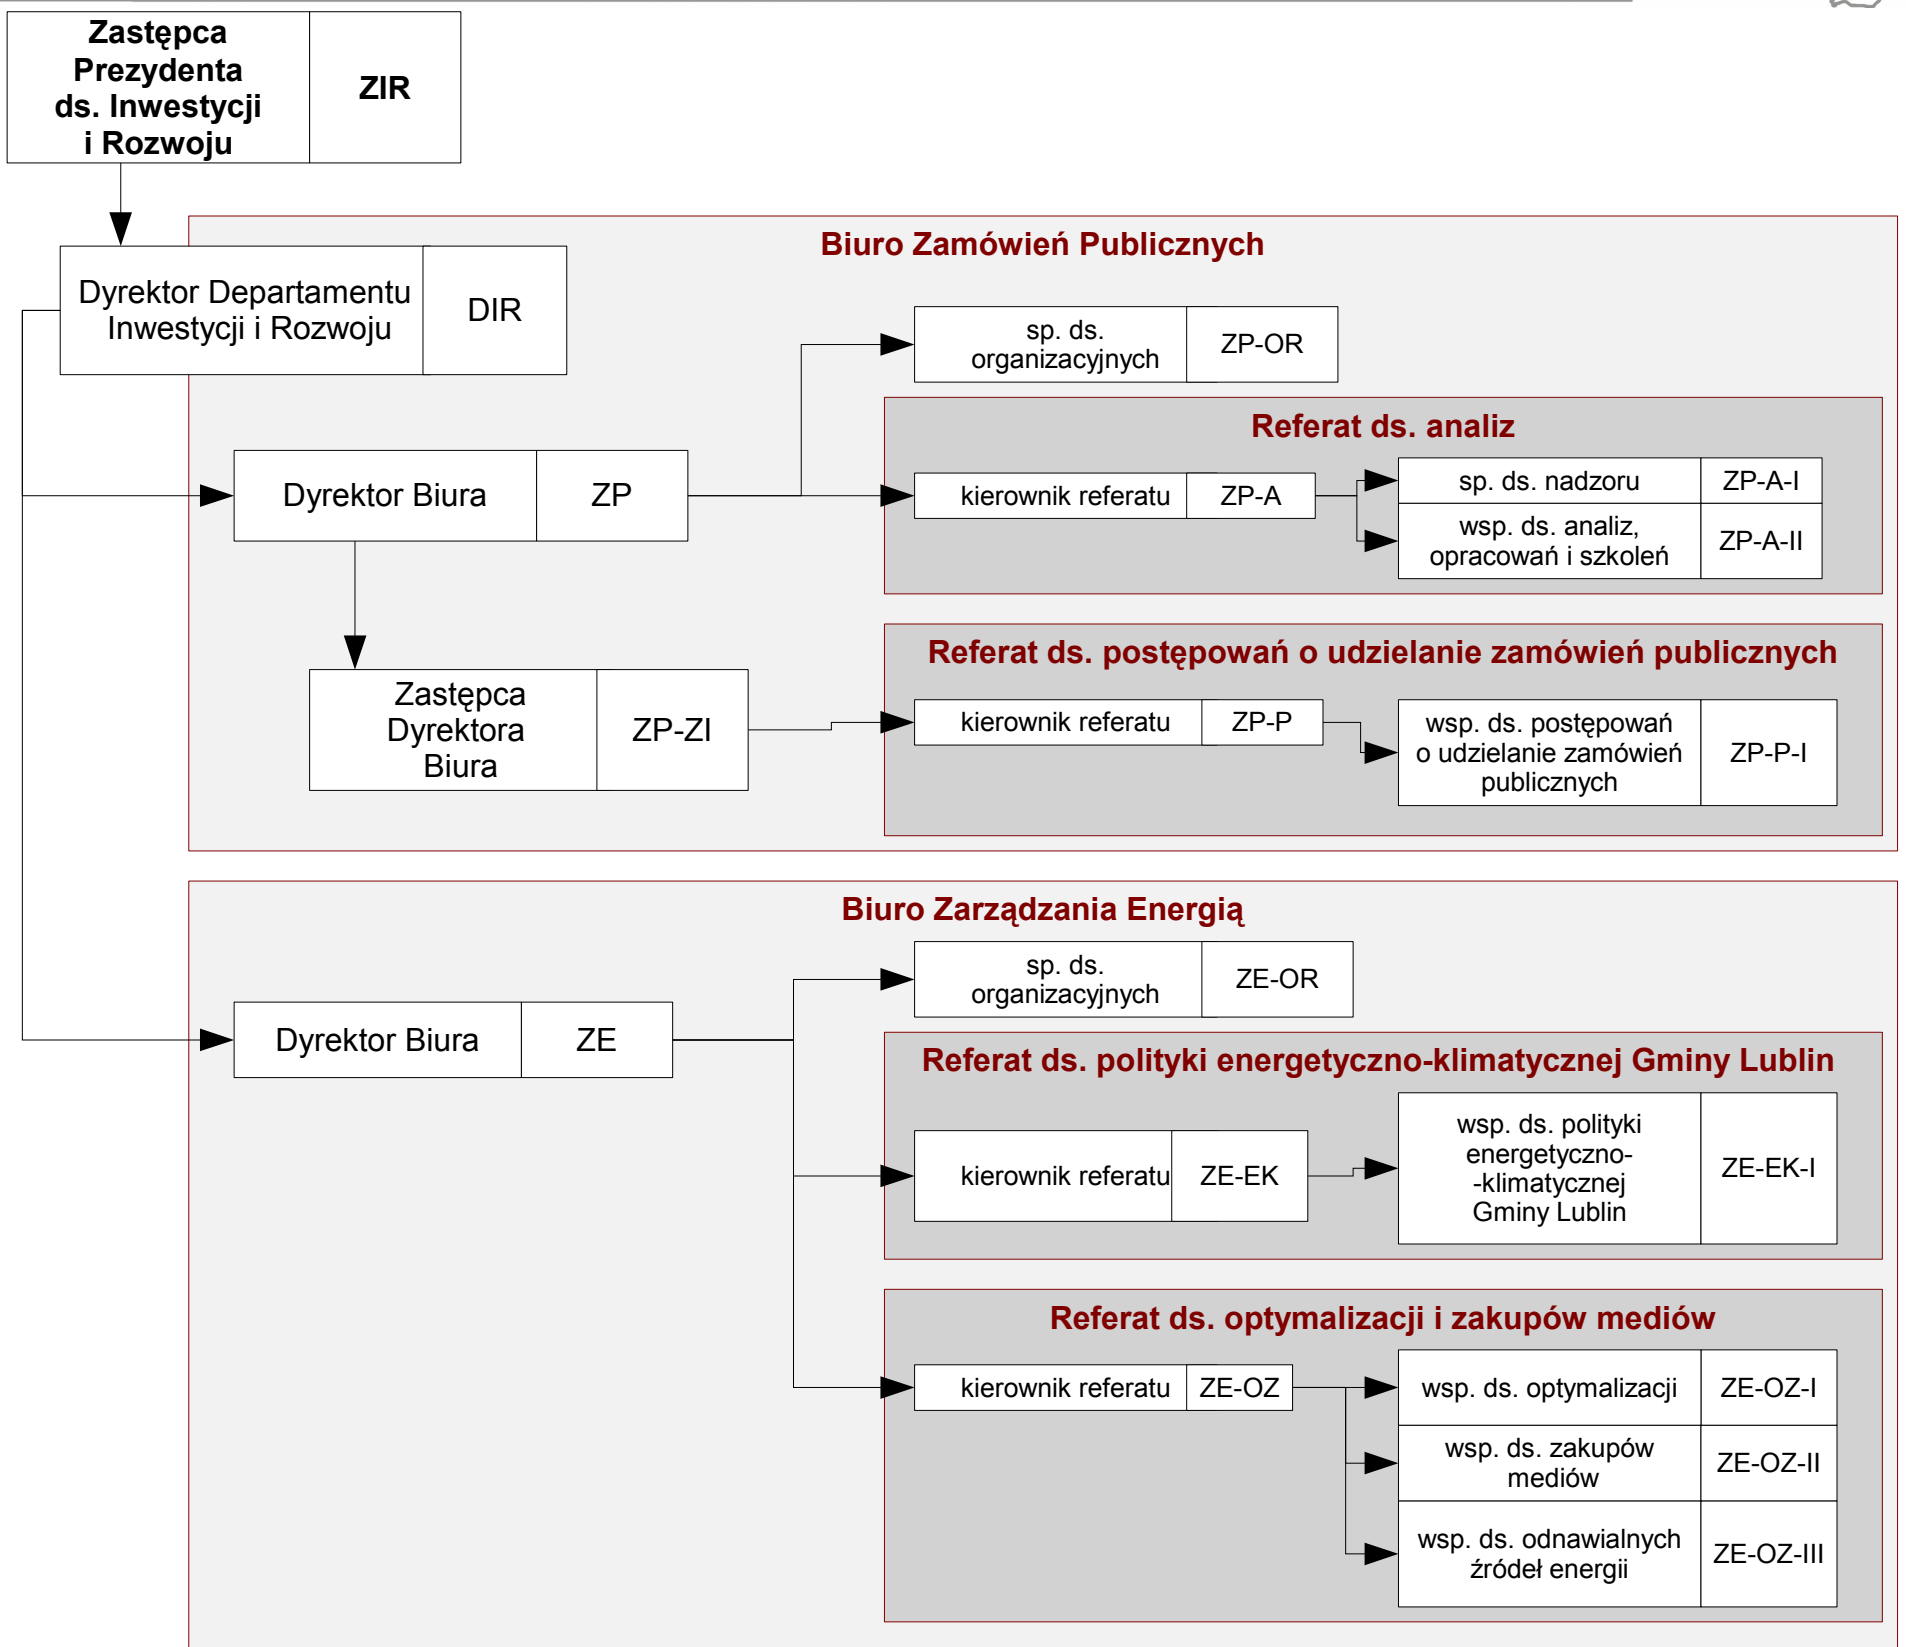 Zastępca
Prezydenta
ds. Inwestycji
i Rozwoju
ZIR
Biuro Zamówień Publicznych
Dyrektor Departamentu
Inwestycji i Rozwoju
DIR
sp. ds.
organizacyjnych
ZP-OR
Referat ds. analiz
Dyrektor Biura
ZP
kierownik referatu
ZP-A
sp. ds. nadzoru
ZP-A-I
wsp. ds. analiz,
opracowań i szkoleń
ZP-A-II
Zastępca
Dyrektora
Biura
ZP-ZI
Referat ds. postępowań o udzielanie zamówień publicznych
kierownik referatu
ZP-P
wsp. ds. postępowań
o udzielanie zamówień
publicznych
ZP-P-I
Biuro Zarządzania Energią
sp. ds.
organizacyjnych
ZE-OR
Dyrektor Biura
ZE
Referat ds. polityki energetyczno-klimatycznej Gminy Lublin
kierownik referatu
ZE-EK
wsp. ds. polityki
energetyczno-
-klimatycznej
Gminy Lublin
ZE-EK-I
Referat ds. optymalizacji i zakupów mediów
kierownik referatu
ZE-OZ
wsp. ds. optymalizacji
ZE-OZ-I
wsp. ds. zakupów
mediów
ZE-OZ-II
wsp. ds. odnawialnych
źródeł energii
ZE-OZ-III